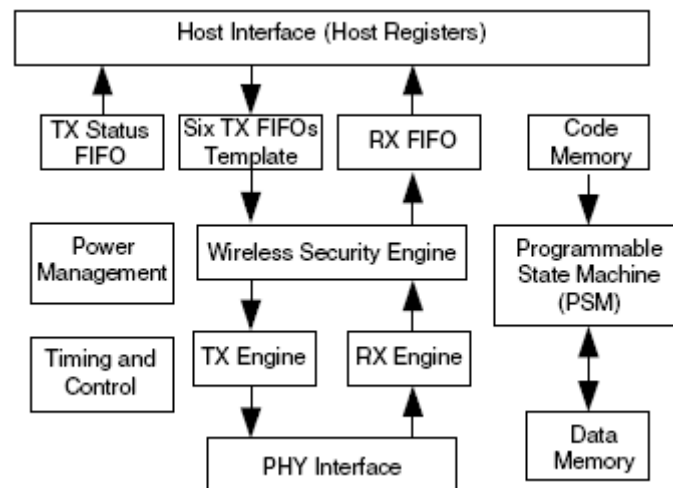 Host Interface (Host Registers)
TX Status
FIFO
Six TX FIFOs
Template
RX FIFO
Code
Memory
Power
Management
Wireless Security Engine
Programmable
State Machine
(PSM)
Timing and
Control
TX Engine
RX Engine
PHY Interface
Data
Memory